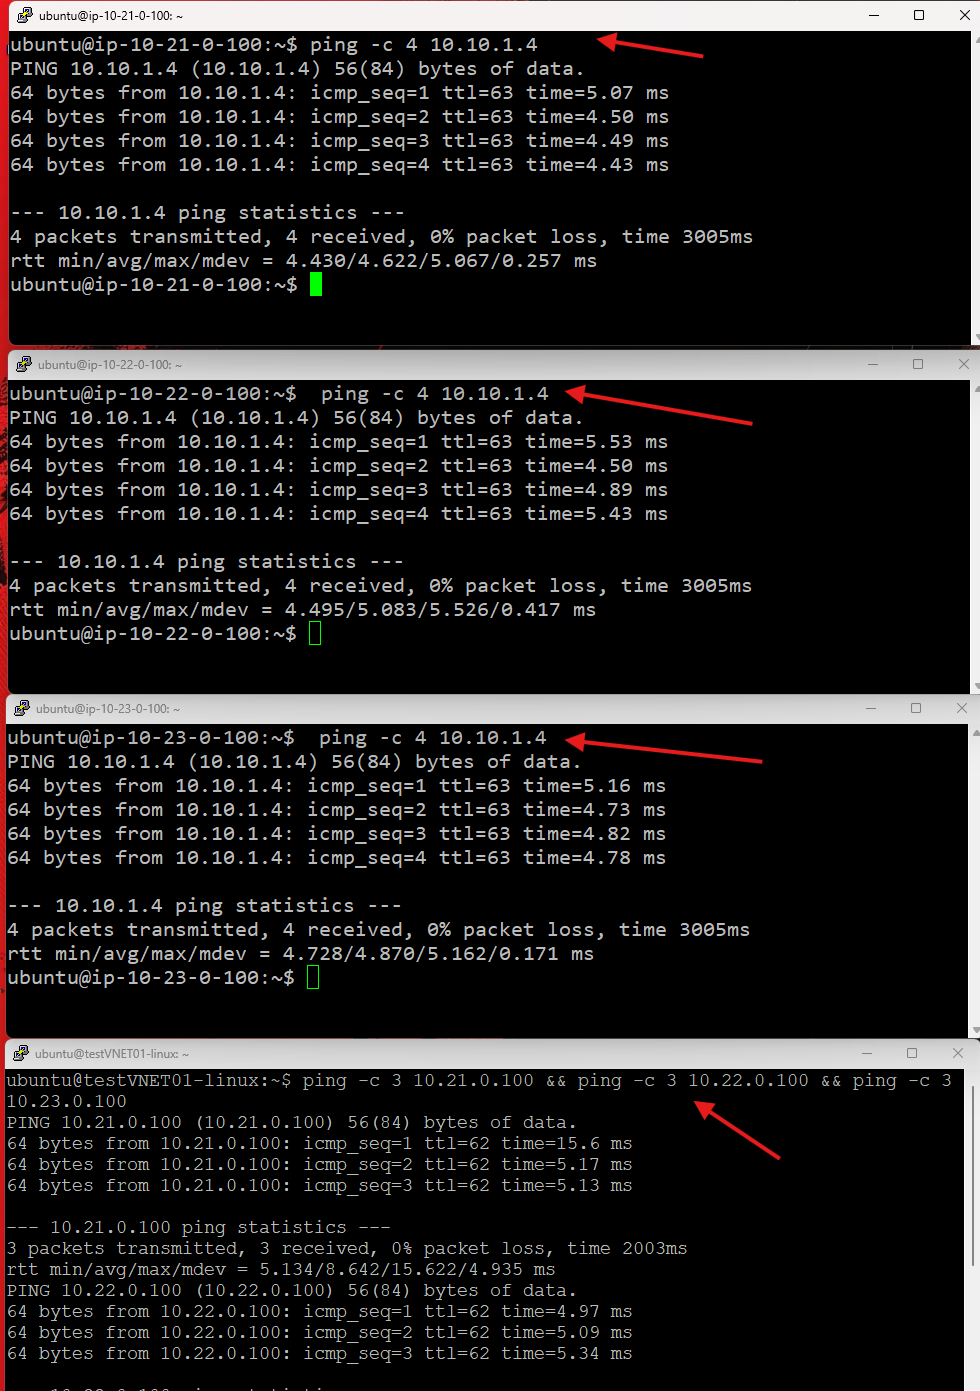 ubuntu@ip-10-21-0-100: ~
ubuntu@ip-10-21-0-100:~$ ping -c 4 10.10.1.4
PING 10.10.1.4 (10.10.1.4) 56(84) bytes of data.
64 bytes from 10.10.1.4: icmp_seq=1 ttl=63 time=5.07 ms
64 bytes from 10.10.1.4: icmp_seq=2 ttl=63 time=4.50 ms
64 bytes from 10.10.1.4: icmp_seq=3 ttl=63 time=4.49 ms
64 bytes from 10.10.1.4: icmp_seq=4 ttl=63 time=4.43 ms
--- 10.10.1.4 ping statistics ---
4 packets transmitted, 4 received, 0% packet loss, time 3005ms
rtt min/avg/max/mdev = 4.430/4.622/5.067/0.257 ms
ubuntu@ip-10-21-0-100:~$
ubuntu@ip-10-22-0-100: ~
ubuntu@ip-10-22-0-100:~$  ping -c 4 10.10.1.4
PING 10.10.1.4 (10.10.1.4) 56(84) bytes of data.
64 bytes from 10.10.1.4: icmp_seq=1 ttl=63 time=5.53 ms
64 bytes from 10.10.1.4: icmp_seq=2 ttl=63 time=4.50 ms
64 bytes from 10.10.1.4: icmp_seq=3 ttl=63 time=4.89 ms
64 bytes from 10.10.1.4: icmp_seq=4 ttl=63 time=5.43 ms
--- 10.10.1.4 ping statistics ---
4 packets transmitted, 4 received, 0% packet loss, time 3005ms
rtt min/avg/max/mdev = 4.495/5.083/5.526/0.417 ms
ubuntu@ip-10-22-0-100:~$
ubuntu@ip-10-23-0-100: ~
ubuntu@ip-10-23-0-100:~$  ping -c 4 10.10.1.4
PING 10.10.1.4 (10.10.1.4) 56(84) bytes of data.
64 bytes from 10.10.1.4: icmp_seq=1 ttl=63 time=5.16 ms
64 bytes from 10.10.1.4: icmp_seq=2 ttl=63 time=4.73 ms
64 bytes from 10.10.1.4: icmp_seq=3 ttl=63 time=4.82 ms
64 bytes from 10.10.1.4: icmp_seq=4 ttl=63 time=4.78 ms
--- 10.10.1.4 ping statistics ---
4 packets transmitted, 4 received, 0% packet loss, time 3005ms
rtt min/avg/max/mdev = 4.728/4.870/5.162/0.171 ms
ubuntu@ip-10-23-0-100:~$
ubuntu@testVNET01-linux: ~
ubuntu@testVNET01-linux:~$ ping -c 3 10.21.0.100 && ping -c 3 10.22.0.100 && ping -c 3
10.23.0.100
PING 10.21.0.100 (10.21.0.100) 56(84) bytes of data.
64 bytes from 10.21.0.100: icmp_seq=1 ttl=62 time=15.6 ms
64 bytes from 10.21.0.100: icmp_seq=2 ttl=62 time=5.17 ms
64 bytes from 10.21.0.100: icmp_seq=3 ttl=62 time=5.13 ms
--- 10.21.0.100 ping statistics ---
3 packets transmitted, 3 received, 0% packet loss, time 2003ms
rtt min/avg/max/mdev = 5.134/8.642/15.622/4.935 ms
PING 10.22.0.100 (10.22.0.100) 56(84) bytes of data.
64 bytes from 10.22.0.100: icmp_seq=1 ttl=62 time=4.97 ms
64 bytes from 10.22.0.100: icmp_seq=2 ttl=62 time=5.09 ms
64 bytes from 10.22.0.100: icmp_seq=3 ttl=62 time=5.34 ms